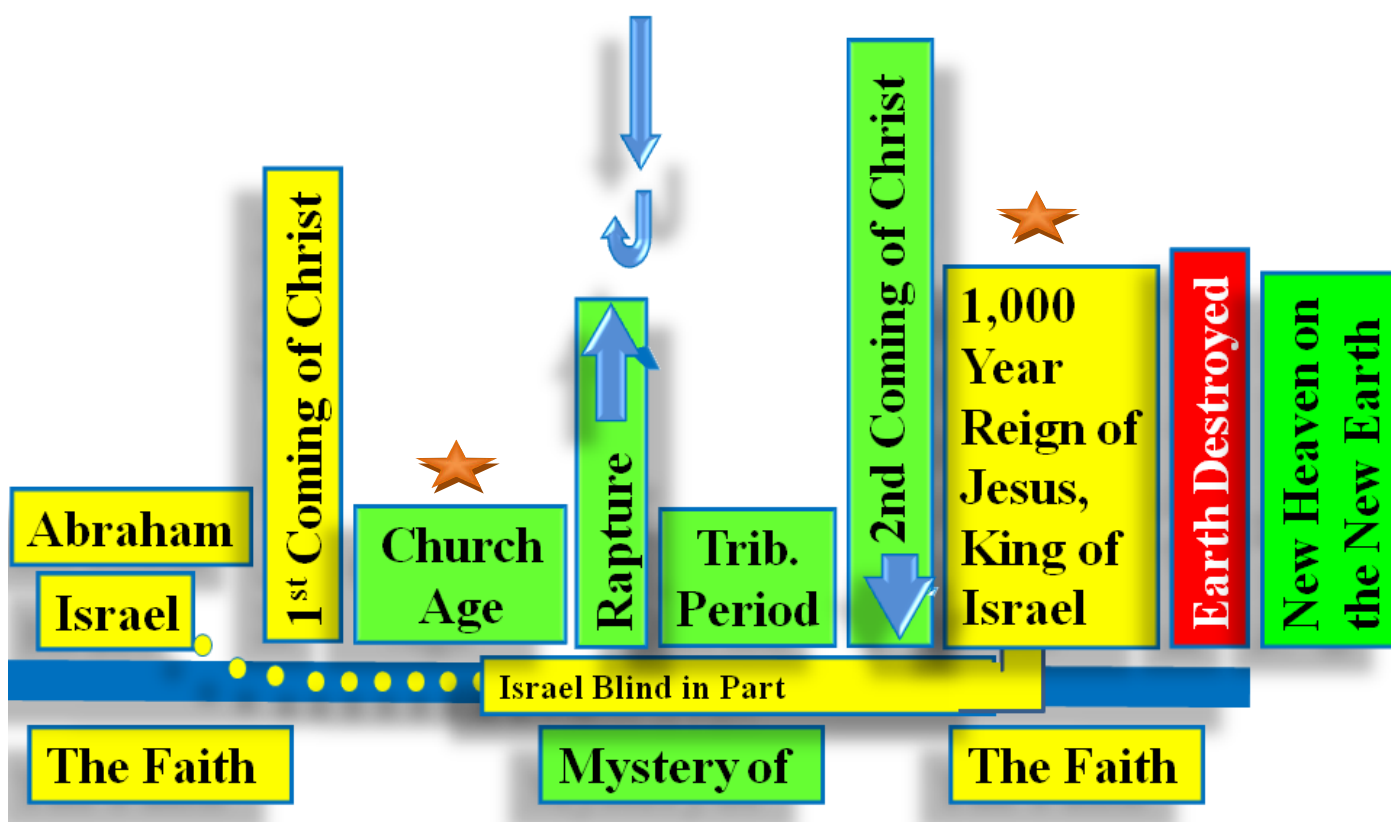 Abraham
Israel
1st Coming of Christ
Church
Age
Rapture
Trib.
Period
2nd Coming of Christ
1,000
Year
Reign of
Jesus,
King of
Israel
Earth Destroyed
New Heaven on
the New Earth
Israel Blind in Part
The Faith
Mystery of
The Faith